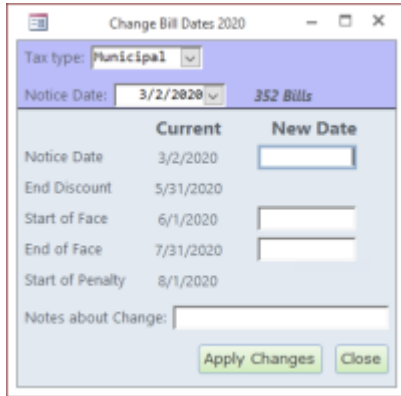 Change Bill Dates 2020
Tax type: Municipal
Notice Date: 3/2/2020 352 Bills
Current New Date
Notice Date 3/2/2020
End Discount 5/31/2020
Start of Face 6/1/2020
End of Face 7/31/2020
Start of Penalty 8/1/2020
Notes about Change:
Apply Changes Close